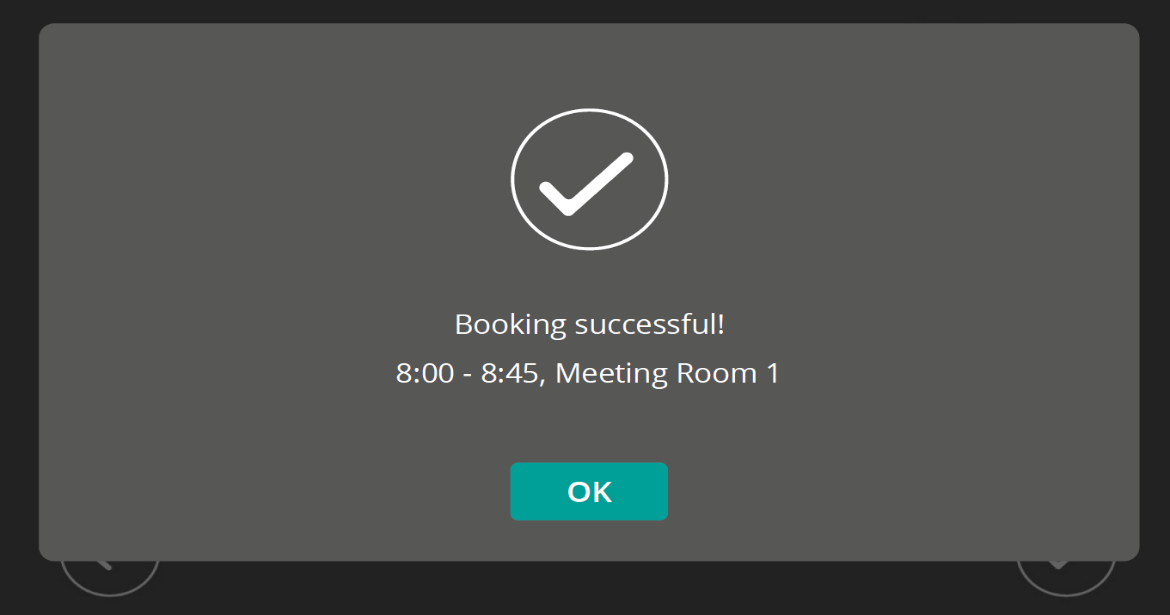 Booking successful!
8:00 - 8:45, Meeting Room 1
OK